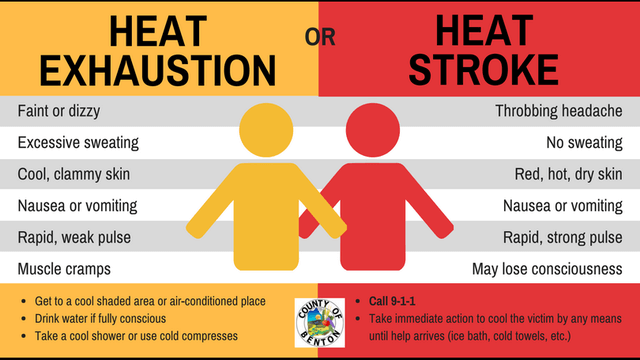 HEAT
EXHAUSTION
OR
HEAT
STROKE
Faint or dizzy
Throbbing headache
Excessive sweating
No sweating
Cool, clammy skin
Red, hot, dry skin
Nausea or vomiting
Nausea or vomiting
Rapid, weak pulse
Rapid, strong pulse
Muscle cramps
May lose consciousness
• Get to a cool shaded area or air-conditioned place
• Drink water if fully conscious
• Take a cool shower or use cold compresses
COUNTY OF
BENTON
• Call 9-1-1
• Take immediate action to cool the victim by any means
until help arrives (ice bath, cold towels, etc.)